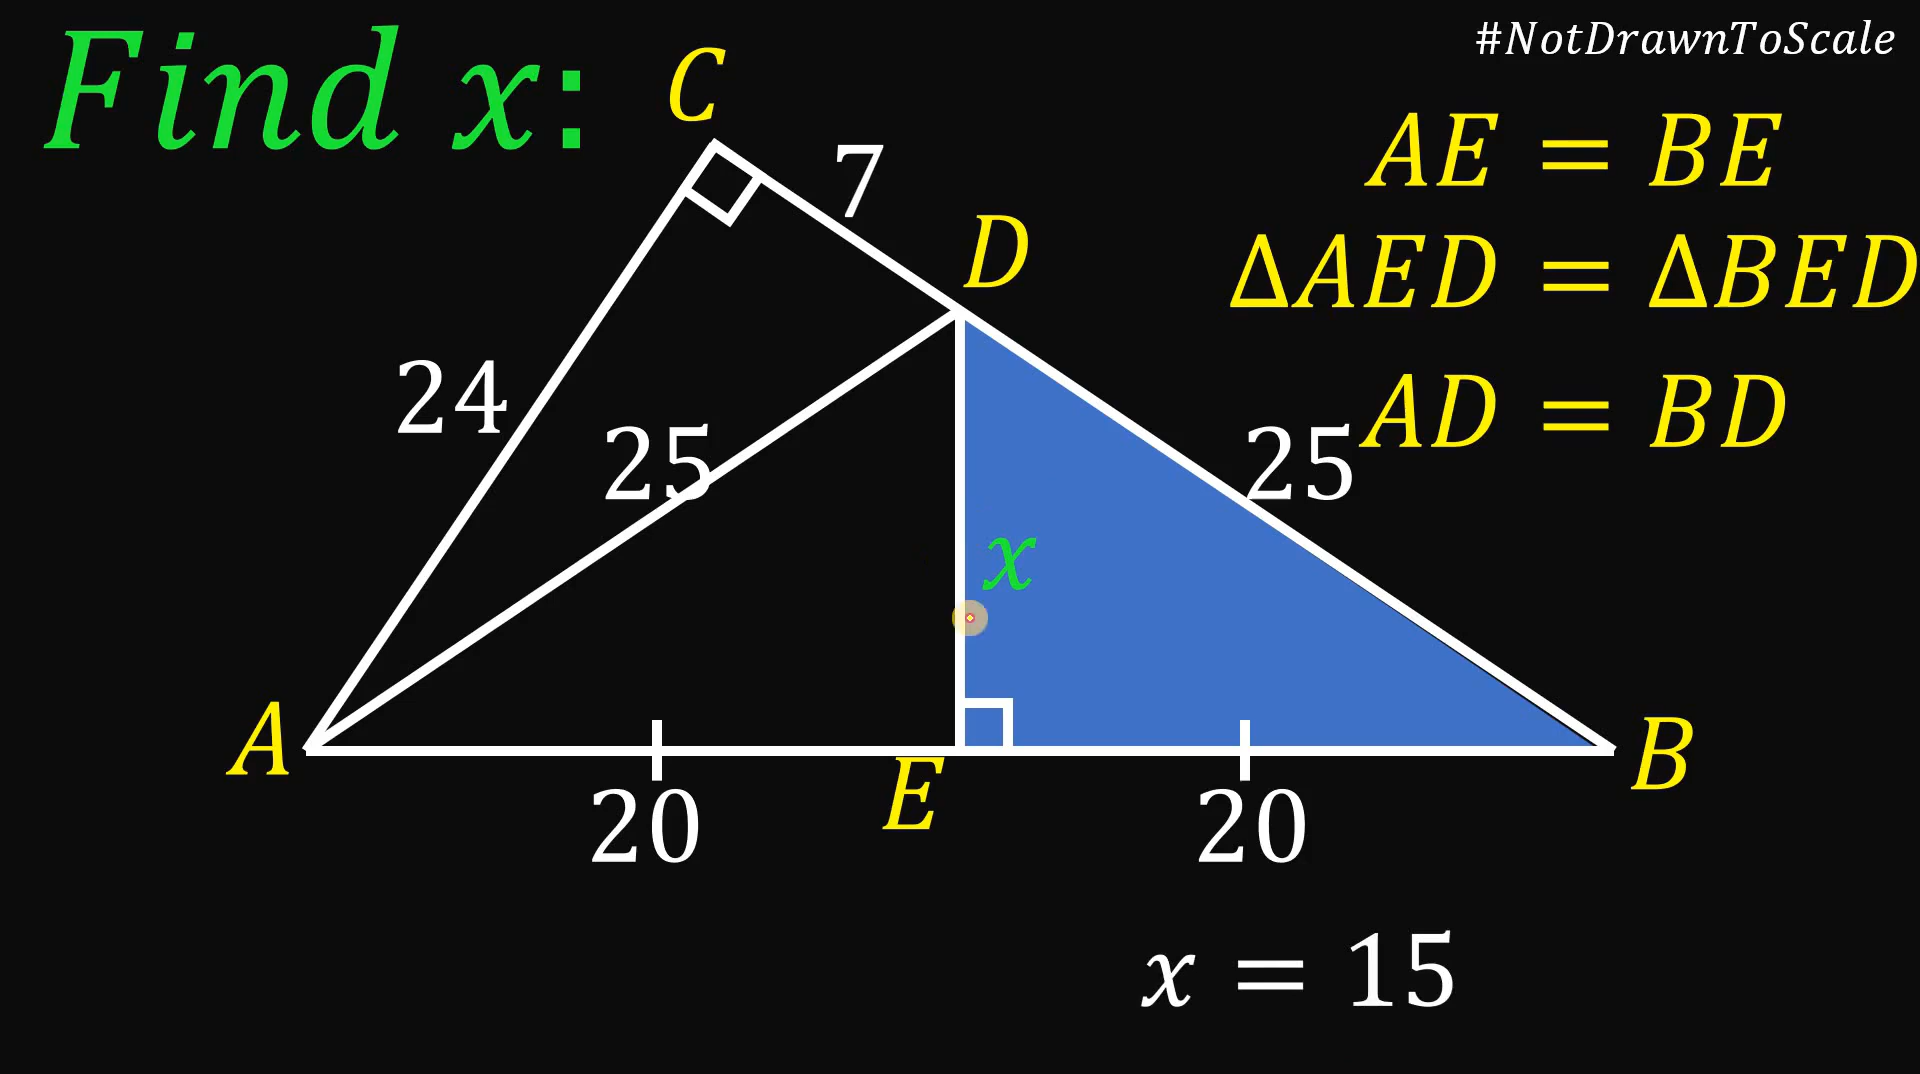 Find x:
#NotDrawnToScale
C
7
AE = BE
D
ΔAED = ΔBED
24
25
25
AD = BD
x
A
E
B
20
20
x = 15